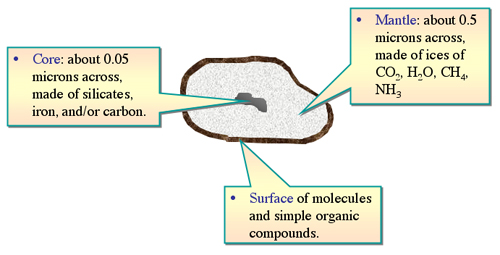 • Core: about 0.05
microns across,
made of silicates,
iron, and/or carbon.
• Mantle: about 0.5
microns across,
made of ices of
CO₂, H₂O, CH₄,
NH₃
• Surface of molecules
and simple organic
compounds.